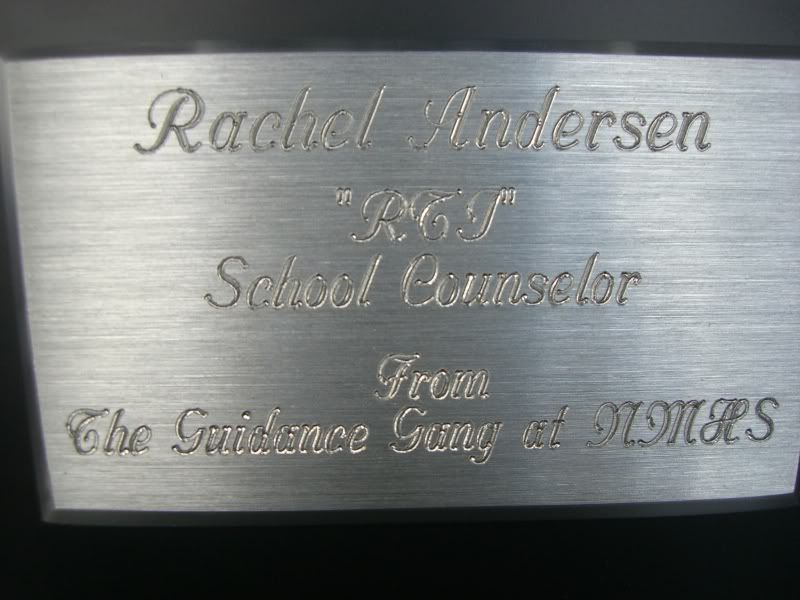 Rachel Andersen
"RTI"
School Counselor
From
The Guidance Gang at NMHS